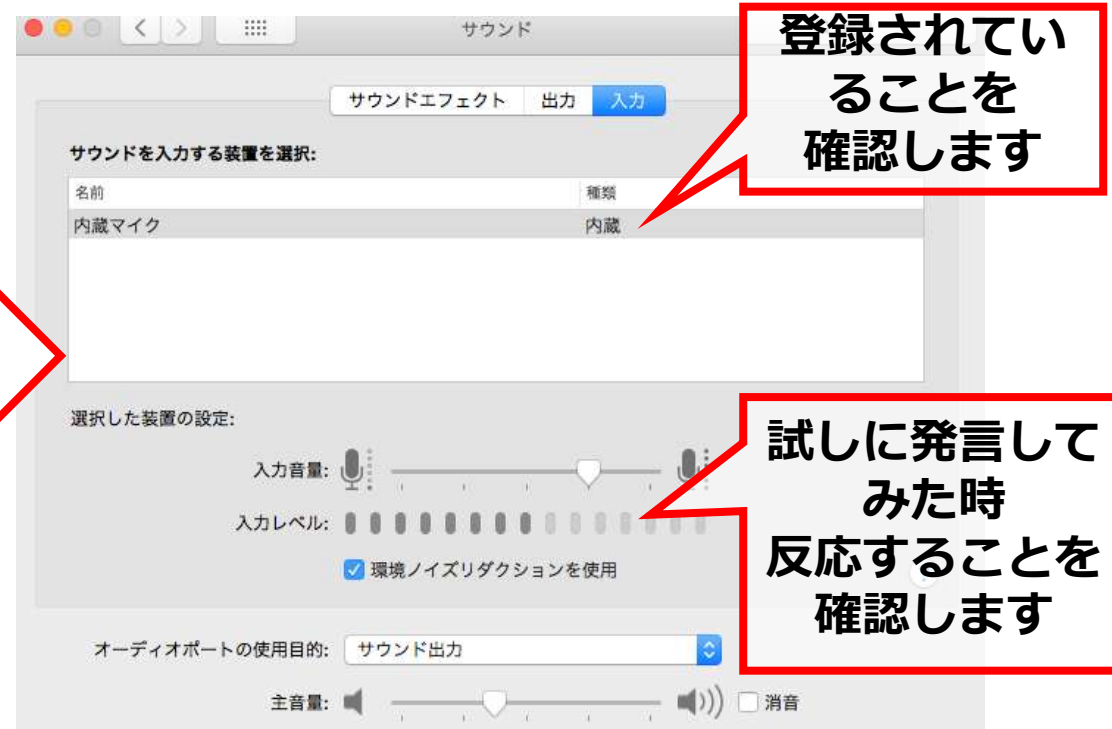 サウンド
登録されてい
ることを
確認します
サウンドエフェクト 出力 入力
サウンドを入力する装置を選択:
名前 種類
内蔵マイク 内蔵
選択した装置の設定:
入力音量:
入力レベル:
環境ノイズリダクションを使用
試しに発言して
みた時
反応することを
確認します
オーディオポートの使用目的: サウンド出力
主音量: 消音